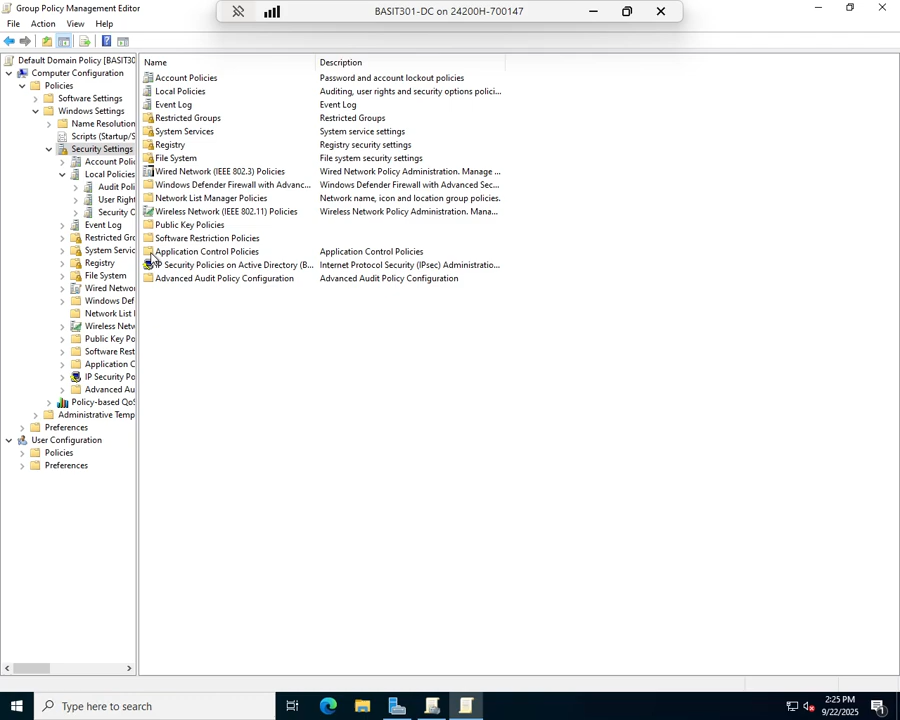 Group Policy Management Editor
BASIT301-DC on 24200H-700147
File Action View Help
Default Domain Policy [BASIT30
Computer Configuration
Policies
Software Settings
Windows Settings
Name Resolution
Scripts (Startup/S
Security Settings
Account Polic
Local Policies
Audit Poli
User Right
Security O
Event Log
Restricted Gro
System Servic
Registry
File System
Wired Netwo
Windows Def
Network List I
Wireless Netw
Public Key Po
Software Rest
Application C
IP Security Po
Advanced Au
Policy-based QoS
Administrative Temp
Preferences
User Configuration
Policies
Preferences
Name Description
Account Policies Password and account lockout policies
Local Policies Auditing, user rights and security options polici...
Event Log Event Log
Restricted Groups Restricted Groups
System Services System service settings
Registry Registry security settings
File System File system security settings
Wired Network (IEEE 802.3) Policies Wired Network Policy Administration. Manage ...
Windows Defender Firewall with Advanc... Windows Defender Firewall with Advanced Sec...
Network List Manager Policies Network name, icon and location group policies.
Wireless Network (IEEE 802.11) Policies Wireless Network Policy Administration. Mana...
Public Key Policies
Software Restriction Policies
Application Control Policies Application Control Policies
IP Security Policies on Active Directory (B... Internet Protocol Security (IPsec) Administratio...
Advanced Audit Policy Configuration Advanced Audit Policy Configuration
Type here to search
2:25 PM
9/22/2025
1